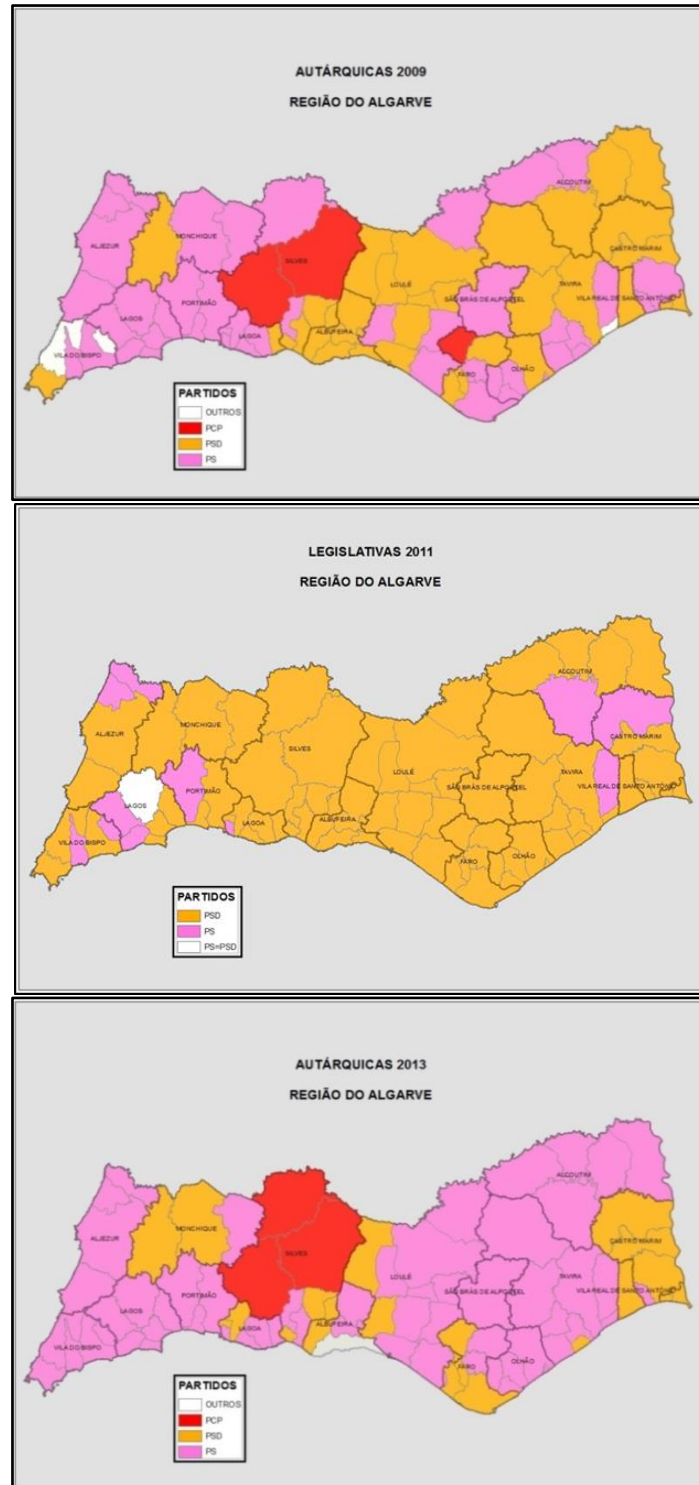 AUTÁRQUICAS 2009
REGIÃO DO ALGARVE
ALCOUTIM
MONCHIQUE
ALJEZUR
CASTRO MARIM
SILVES
LOULÉ
TAVIRA
VILA REAL DE SANTO ANTÓNIO
SÃO BRÁS DE ALPORTEL
PORTIMÃO
LAGOS
LAGOA
ALBUFEIRA
VILA DO BISPO
FARO
OLHÃO
PARTIDOS
OUTROS
PCP
PSD
PS
LEGISLATIVAS 2011
REGIÃO DO ALGARVE
ALCOUTIM
MONCHIQUE
ALJEZUR
CASTRO MARIM
SILVES
LOULÉ
TAVIRA
VILA REAL DE SANTO ANTÓNIO
SÃO BRÁS DE ALPORTEL
PORTIMÃO
LAGOS
LAGOA
ALBUFEIRA
VILA DO BISPO
FARO
OLHÃO
PARTIDOS
PSD
PS
PS=PSD
AUTÁRQUICAS 2013
REGIÃO DO ALGARVE
ALCOUTIM
MONCHIQUE
ALJEZUR
CASTRO MARIM
SILVES
LOULÉ
TAVIRA
VILA REAL DE SANTO ANTÓNIO
SÃO BRÁS DE ALPORTEL
PORTIMÃO
LAGOS
LAGOA
ALBUFEIRA
VILA DO BISPO
FARO
OLHÃO
PARTIDOS
OUTROS
PCP
PSD
PS